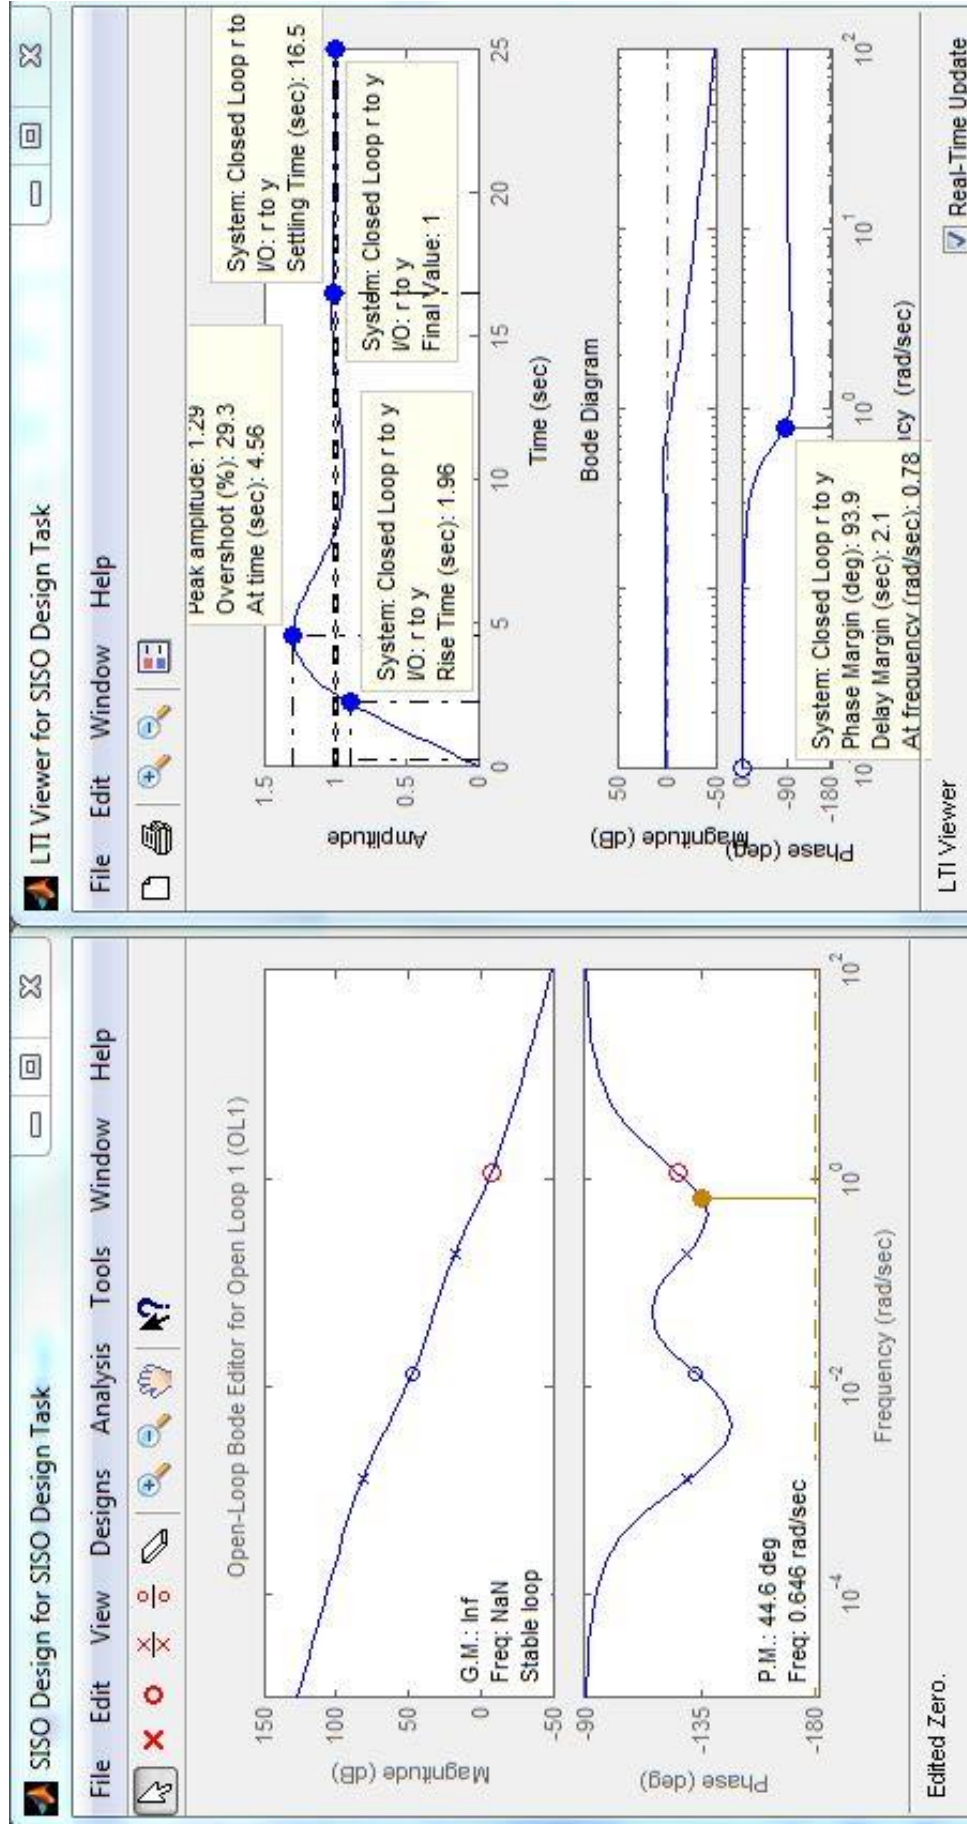 SISO Design for SISO Design Task
File Edit View Designs Analysis Tools Window Help
Open-Loop Bode Editor for Open Loop 1 (OL1)
150
100
50
0
-50
Magnitude (dB)
G.M.: Inf
Freq: NaN
Stable loop
-90
-135
-180
Phase (deg)
P.M.: 44.6 deg
Freq: 0.646 rad/sec
10-4 10-2 100 102
Frequency (rad/sec)
Edited Zero.
LTI Viewer for SISO Design Task
File Edit Window Help
Peak amplitude: 1.29
Overshoot (%): 29.3
At time (sec): 4.56
System: Closed Loop r to
I/O: r to y
Settling Time (sec): 16.5
System: Closed Loop r to y
I/O: r to y
Final Value: 1
System: Closed Loop r to y
I/O: r to y
Rise Time (sec): 1.96
1.5
1
0.5
0
Amplitude
0 5 10 15 20 25
Time (sec)
Bode Diagram
50
0
-50
Magnitude (dB)
0
-90
-180
Phase (deg)
System: Closed Loop r to y
Phase Margin (deg): 93.9
Delay Margin (sec): 2.1
At frequency (rad/sec): 0.78
10 100 101 102
ncy (rad/sec)
LTI Viewer
Real-Time Update